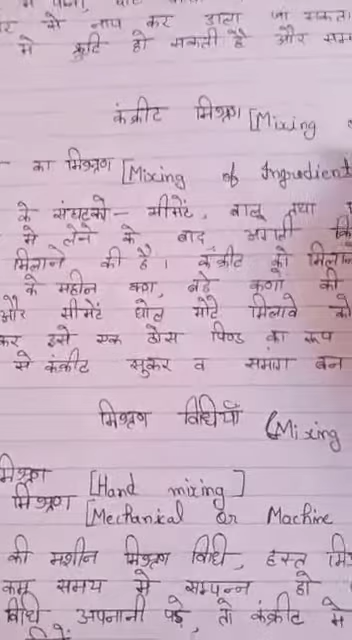 से नाप कर डाला जा सकता
में त्रुटि हो सकती है और समय
कंक्रीट मिश्रण [Mixing
का मिश्रण [Mixing of Ingredient
के संघटको - सीमेंट, बालू तथा
में लेने के बाद अगली
मिलाने की है। कंक्रीट को मिलाने
के महीन कण, बड़े कणों की
और सीमेंट घोल मोटे मिलावे को
कर इसे एक ठोस पिण्ड का रूप
से कंक्रीट सुकर व समांग बन
मिश्रण विधियाँ (Mixing
मिश्रण [Hand mixing]
मिश्रण [Mechanical or Machine
की मशीन मिश्रण विधि, हस्त
कम समय में सम्पन्न हो
विधि अपनानी पड़े, तो कंक्रीट में